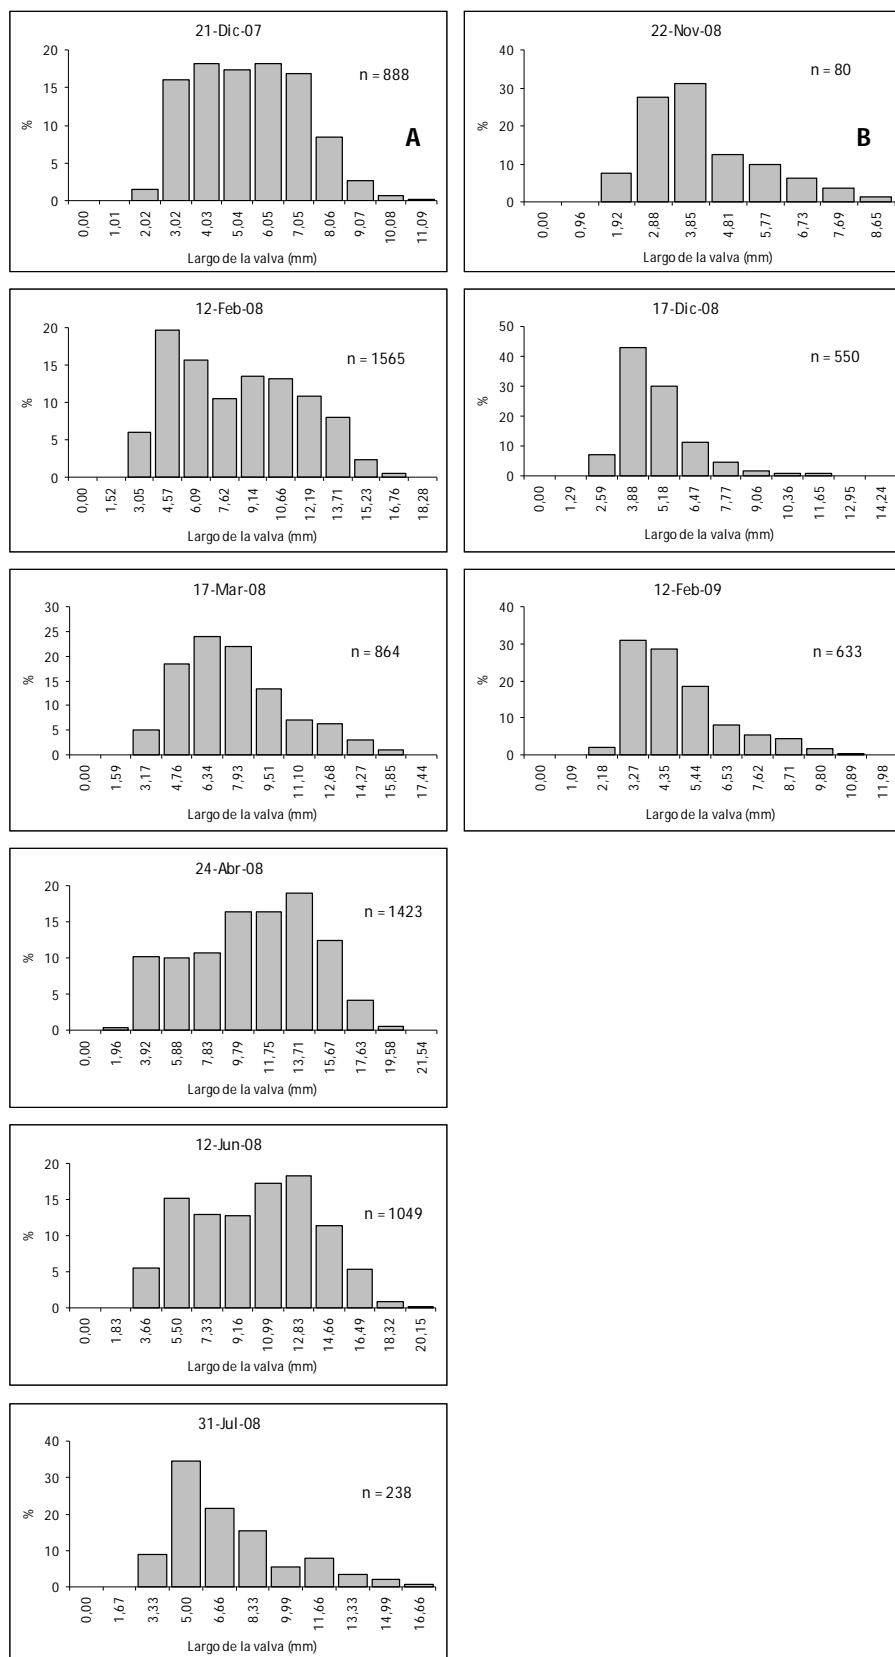 21-Dic-07
20
15
10
5
0
%
n = 888
A
0,00 1,01 2,02 3,02 4,03 5,04 6,05 7,05 8,06 9,07 10,08 11,09
Largo de la valva (mm)
12-Feb-08
20
15
10
5
0
%
n = 1565
0,00 1,52 3,05 4,57 6,09 7,62 9,14 10,66 12,19 13,71 15,23 16,76 18,28
Largo de la valva (mm)
17-Mar-08
30
25
20
15
10
5
0
%
n = 864
0,00 1,59 3,17 4,76 6,34 7,93 9,51 11,10 12,68 14,27 15,85 17,44
Largo de la valva (mm)
24-Abr-08
20
15
10
5
0
%
n = 1423
0,00 1,96 3,92 5,88 7,83 9,79 11,75 13,71 15,67 17,63 19,58 21,54
Largo de la valva (mm)
12-Jun-08
20
15
10
5
0
%
n = 1049
0,00 1,83 3,66 5,50 7,33 9,16 10,99 12,83 14,66 16,49 18,32 20,15
Largo de la valva (mm)
31-Jul-08
40
30
20
10
0
%
n = 238
0,00 1,67 3,33 5,00 6,66 8,33 9,99 11,66 13,33 14,99 16,66
Largo de la valva (mm)
22-Nov-08
40
30
20
10
0
%
n = 80
B
0,00 0,96 1,92 2,88 3,85 4,81 5,77 6,73 7,69 8,65
Largo de la valva (mm)
17-Dic-08
50
40
30
20
10
0
%
n = 550
0,00 1,29 2,59 3,88 5,18 6,47 7,77 9,06 10,36 11,65 12,95 14,24
Largo de la valva (mm)
12-Feb-09
40
30
20
10
0
%
n = 633
0,00 1,09 2,18 3,27 4,35 5,44 6,53 7,62 8,71 9,80 10,89 11,98
Largo de la valva (mm)